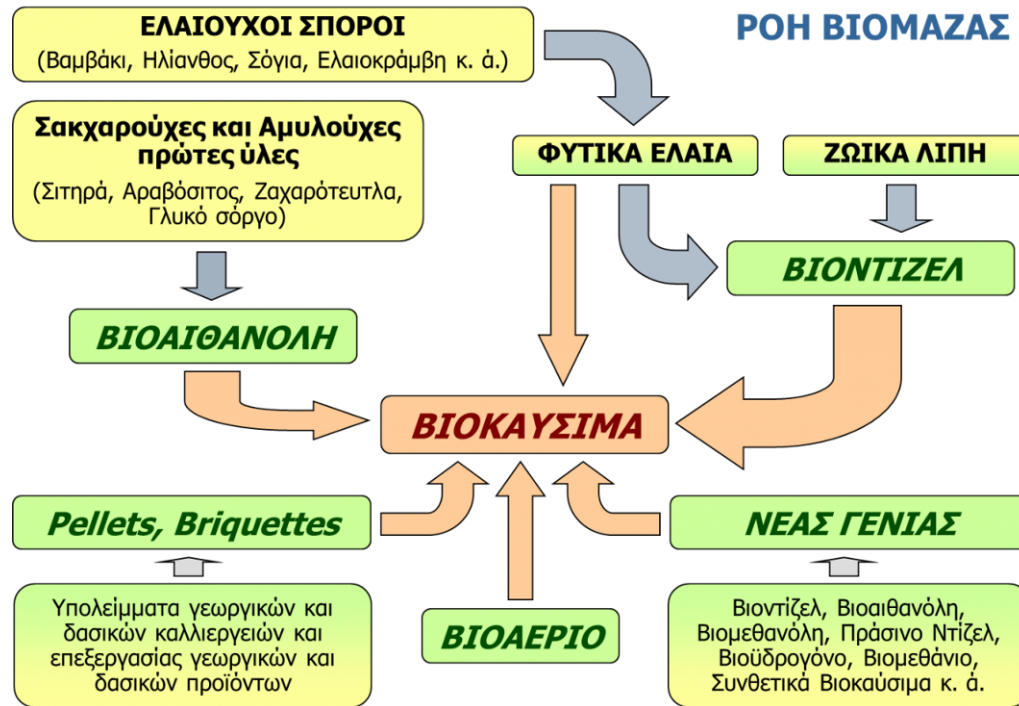 ΡΟΗ ΒΙΟΜΑΖΑΣ
ΕΛΑΙΟΥΧΟΙ ΣΠΟΡΟΙ
(Βαμβάκι, Ηλίανθος, Σόγια, Ελαιοκράμβη κ. ά.)
Σακχαρούχες και Αμυλούχες
πρώτες ύλες
(Σιτηρά, Αραβόσιτος, Ζαχαρότευτλα,
Γλυκό σόργο)
ΦΥΤΙΚΑ ΕΛΑΙΑ
ΖΩΙΚΑ ΛΙΠΗ
ΒΙΟΝΤΙΖΕΛ
ΒΙΟΑΙΘΑΝΟΛΗ
ΒΙΟΚΑΥΣΙΜΑ
Pellets, Briquettes
ΝΕΑΣ ΓΕΝΙΑΣ
Υπολείμματα γεωργικών και
δασικών καλλιεργειών και
επεξεργασίας γεωργικών και
δασικών προϊόντων
ΒΙΟΑΕΡΙΟ
Βιοντίζελ, Βιοαιθανόλη,
Βιομεθανόλη, Πράσινο Ντίζελ,
Βιοϋδρογόνο, Βιομεθάνιο,
Συνθετικά Βιοκαύσιμα κ. ά.